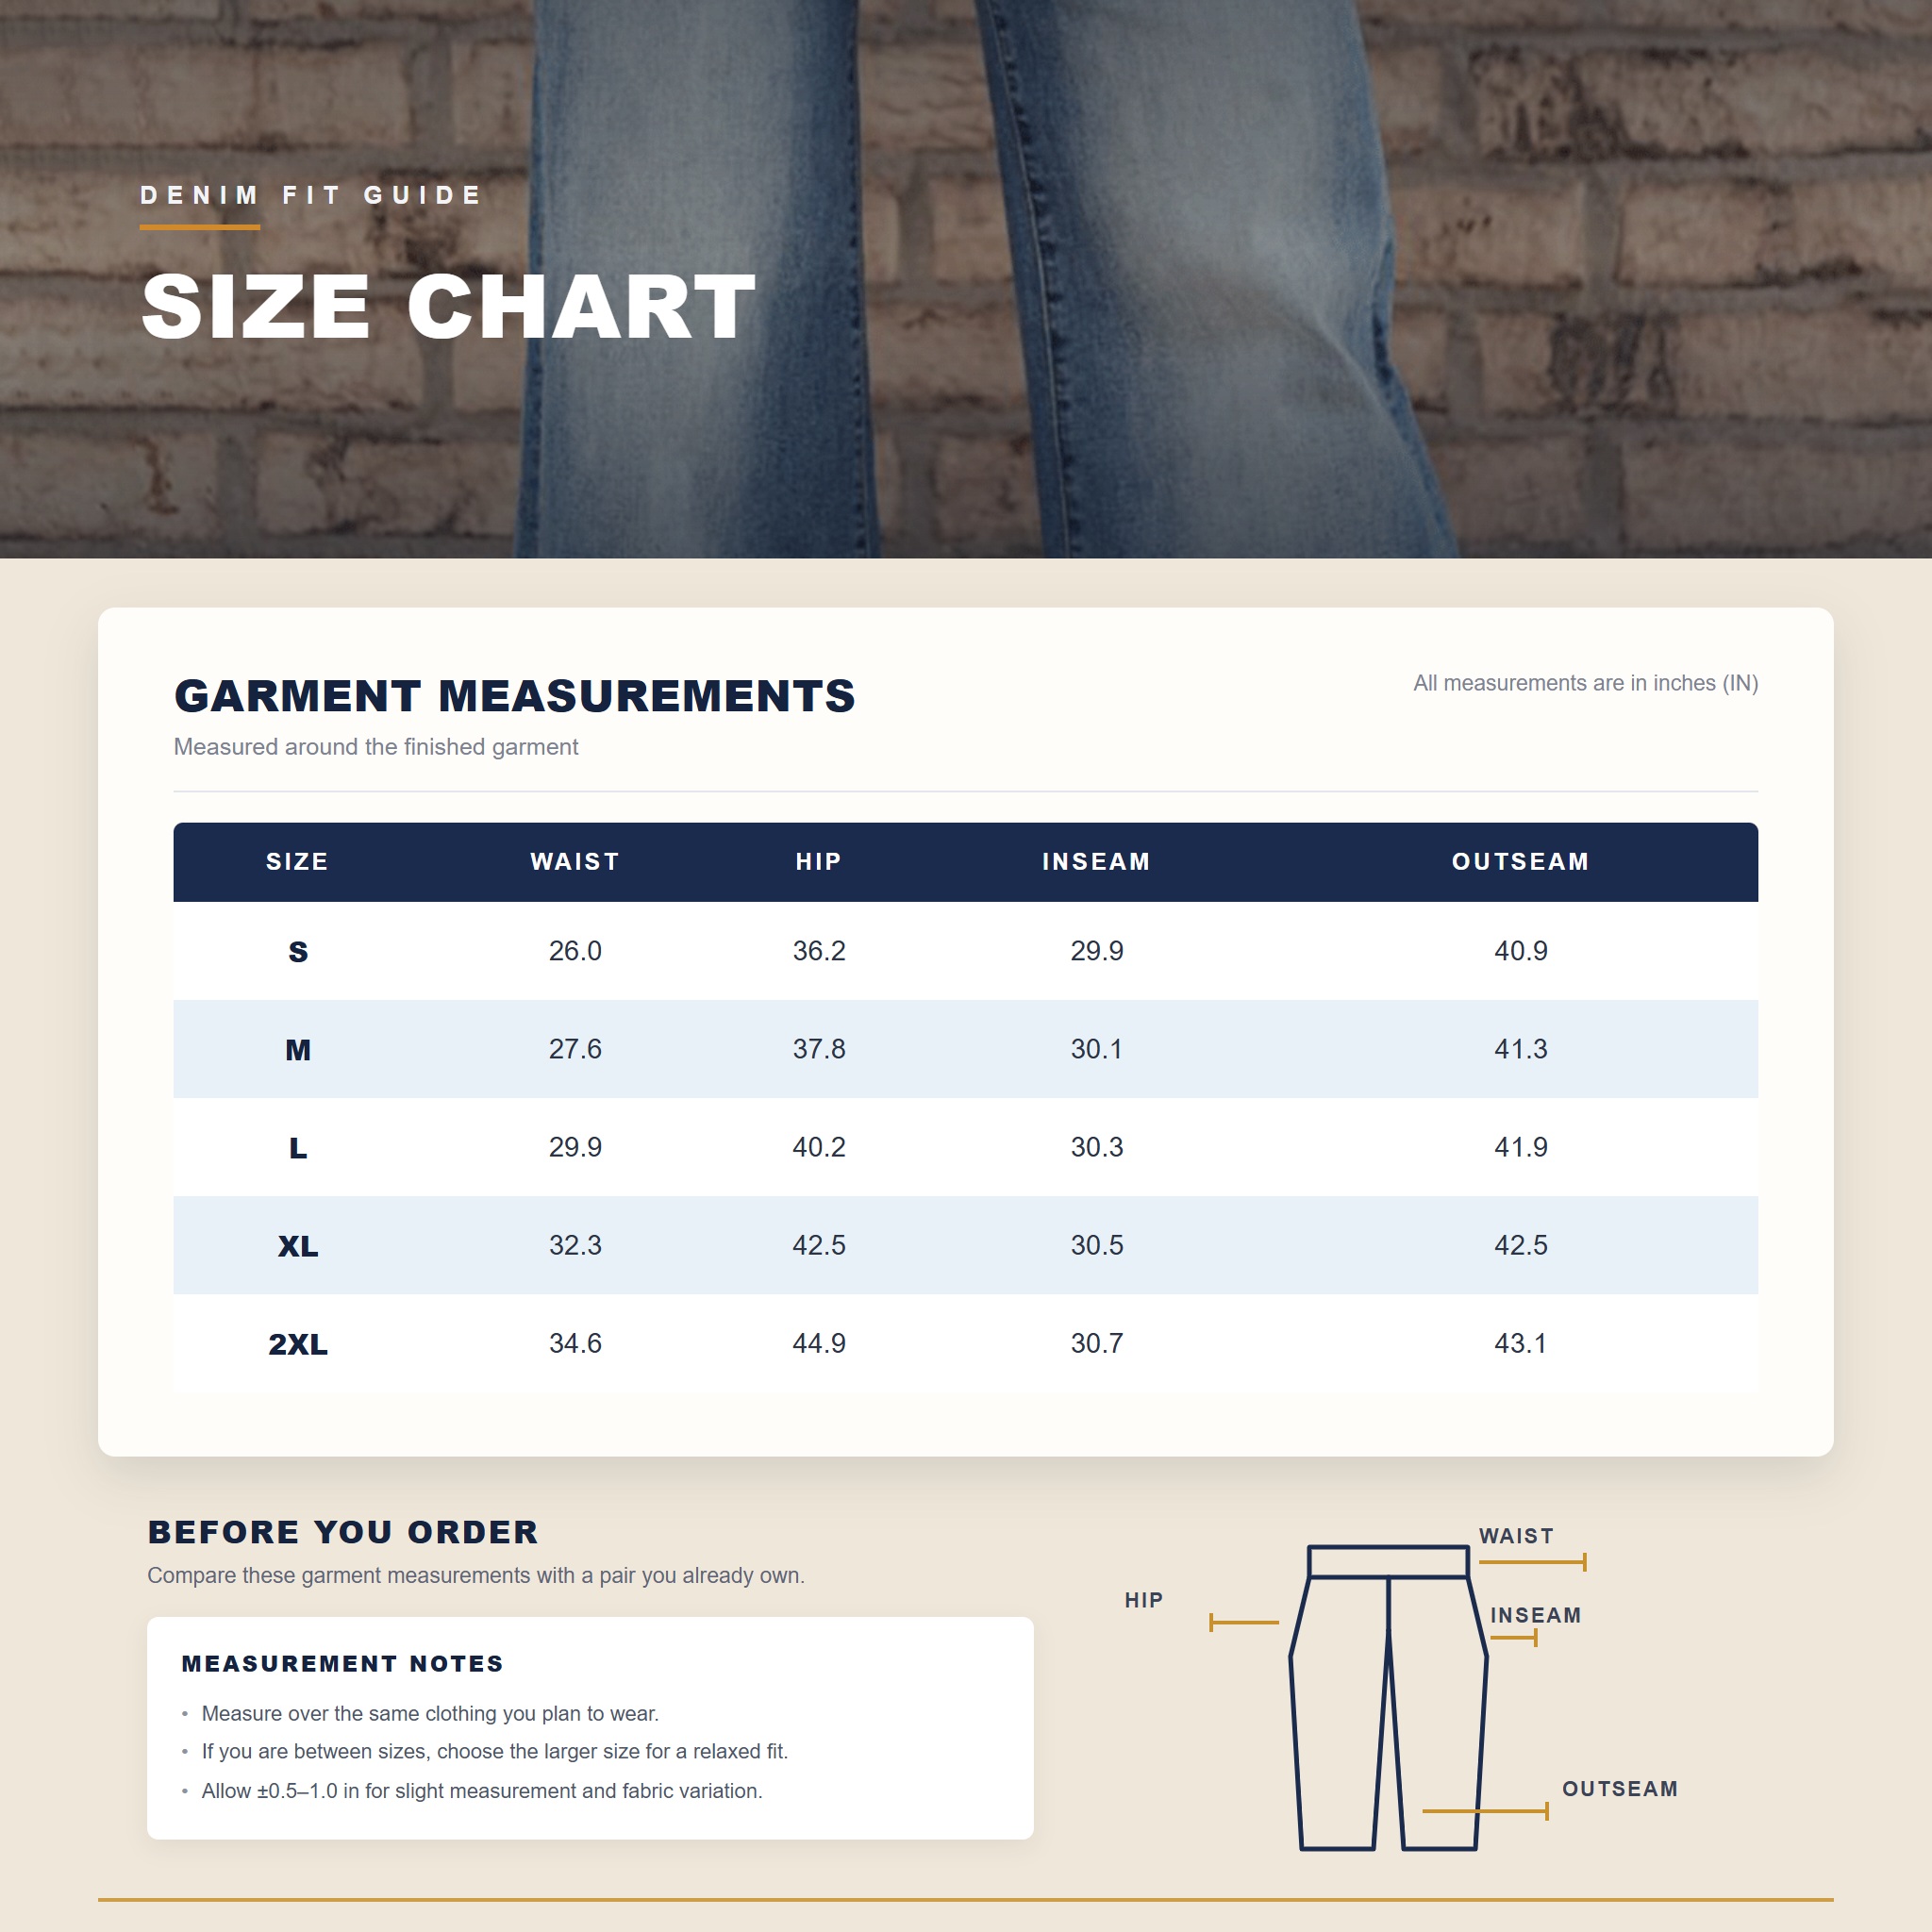 DENIM FIT GUIDE
SIZE CHART
GARMENT MEASUREMENTS
All measurements are in inches (IN)
Measured around the finished garment
SIZE WAIST HIP INSEAM OUTSEAM
S 26.0 36.2 29.9 40.9
M 27.6 37.8 30.1 41.3
L 29.9 40.2 30.3 41.9
XL 32.3 42.5 30.5 42.5
2XL 34.6 44.9 30.7 43.1
BEFORE YOU ORDER
Compare these garment measurements with a pair you already own.
MEASUREMENT NOTES
• Measure over the same clothing you plan to wear.
• If you are between sizes, choose the larger size for a relaxed fit.
• Allow ±0.5–1.0 in for slight measurement and fabric variation.
WAIST
HIP
INSEAM
OUTSEAM